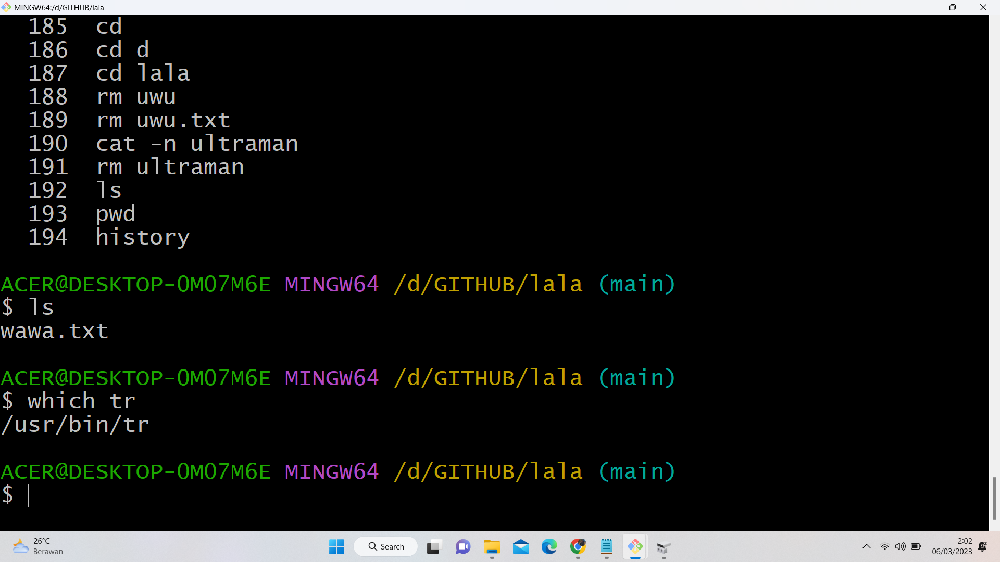 MINGW64:/d/GITHUB/lala
185 cd
186 cd d
187 cd lala
188 rm uwu
189 rm uwu.txt
190 cat -n ultraman
191 rm ultraman
192 ls
193 pwd
194 history
ACER@DESKTOP-0M07M6E MINGW64 /d/GITHUB/lala (main)
$ ls
wawa.txt
ACER@DESKTOP-0M07M6E MINGW64 /d/GITHUB/lala (main)
$ which tr
/usr/bin/tr
ACER@DESKTOP-0M07M6E MINGW64 /d/GITHUB/lala (main)
$
26°C
Berawan
Search
2:02
06/03/2023